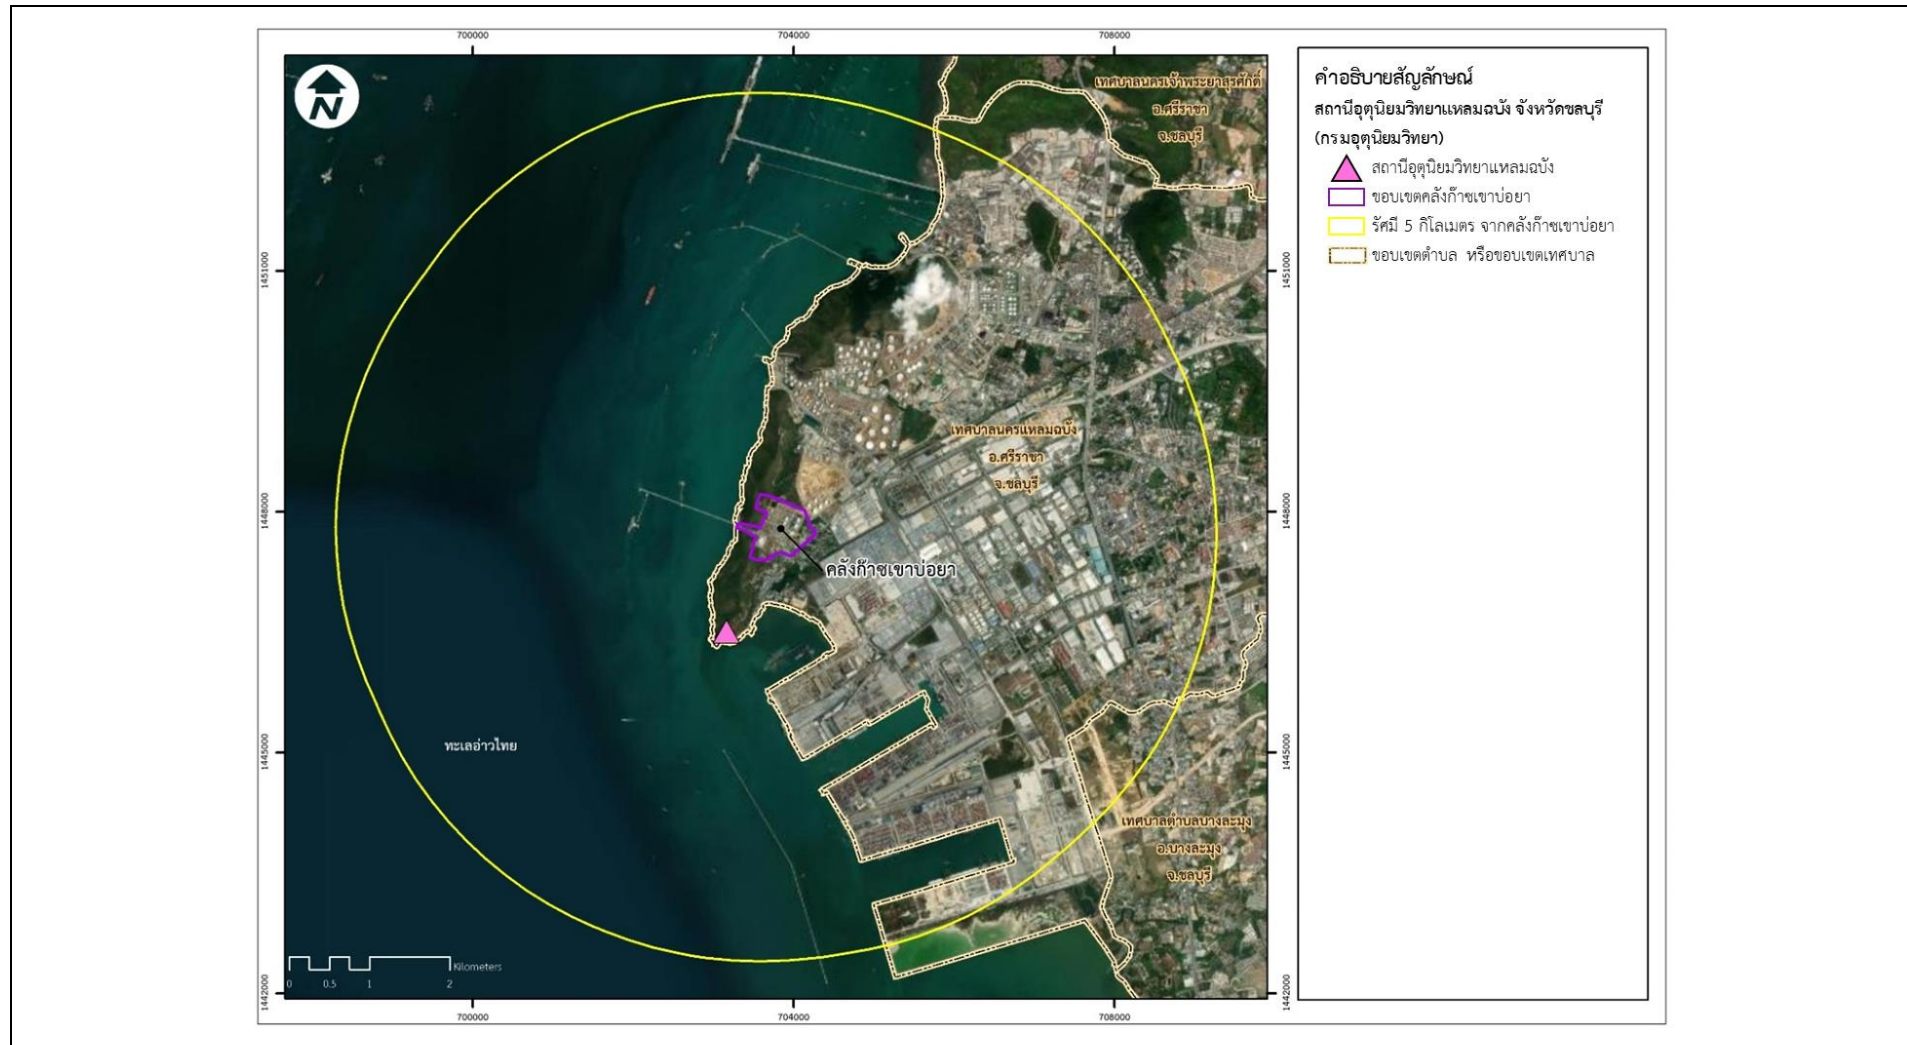 700000
704000
708000
N
เทศบาลนครเจ้าพระยาสุรศักดิ์
อ.ศรีราชา
จ.ชลบุรี
คำอธิบายสัญลักษณ์
สถานีอุตุนิยมวิทยาแหลมฉบัง จังหวัดชลบุรี
(กรมอุตุนิยมวิทยา)
สถานีอุตุนิยมวิทยาแหลมฉบัง
ขอบเขตคลังก๊าซเขาบ่อยา
รัศมี 5 กิโลเมตร จากคลังก๊าซเขาบ่อยา
ขอบเขตตำบล หรือขอบเขตเทศบาล
1451000
1451000
เทศบาลนครแหลมฉบัง
อ.ศรีราชา
จ.ชลบุรี
1448000
1448000
คลังก๊าซเขาบ่อยา
ทะเลอ่าวไทย
1445000
1445000
เทศบาลตำบลบางละมุง
อ.บางละมุง
จ.ชลบุรี
Kilometers
0 0.5 1 2
1442000
1442000
700000
704000
708000